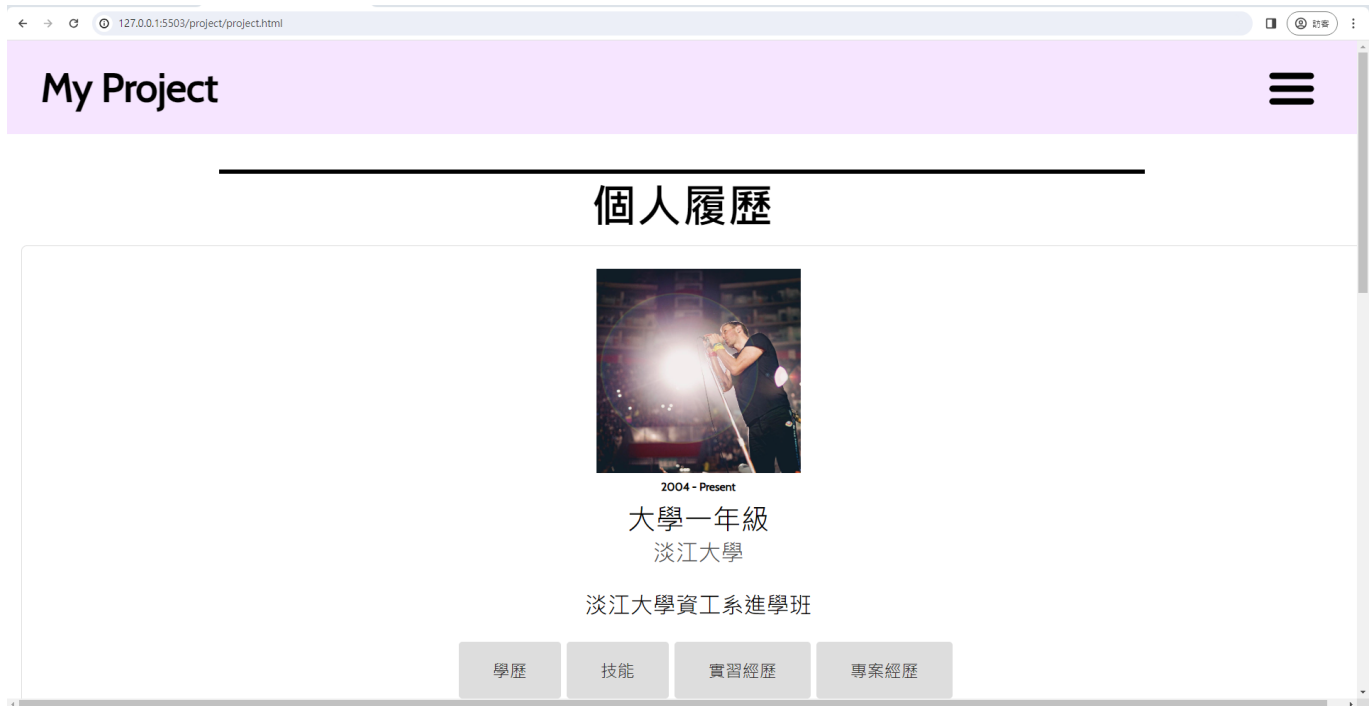 127.0.0.1:5503/project/project.html
訪客
My Project
個人履歷
2004 - Present
大學一年級
淡江大學
淡江大學資工系進學班
學歷 技能 實習經歷 專案經歷